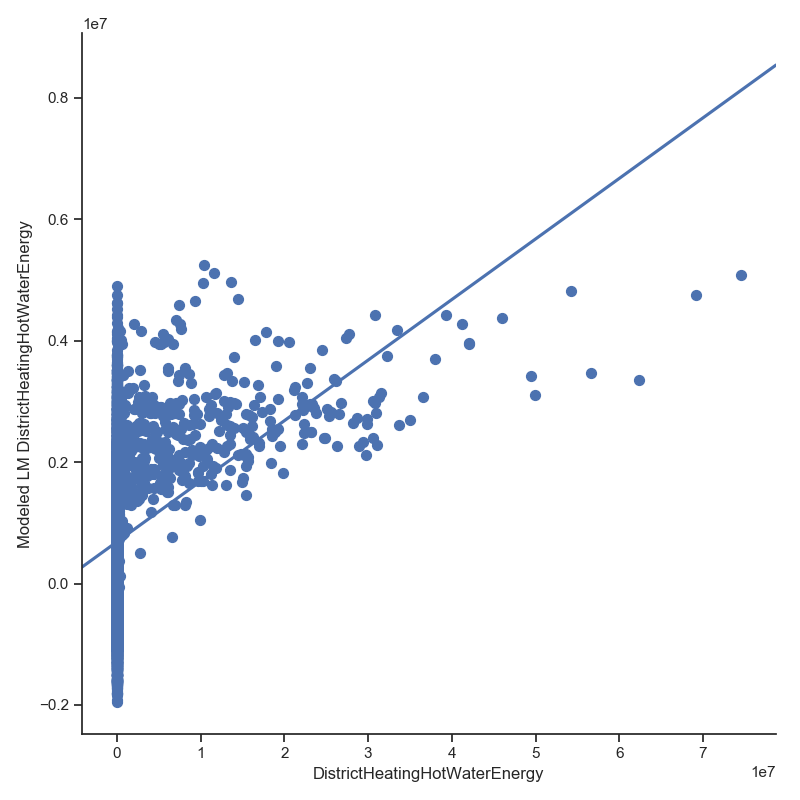 1e7
0.8
0.6
0.4
0.2
0.0
−0.2
Modeled LM DistrictHeatingHotWaterEnergy
0 1 2 3 4 5 6 7
1e7
DistrictHeatingHotWaterEnergy